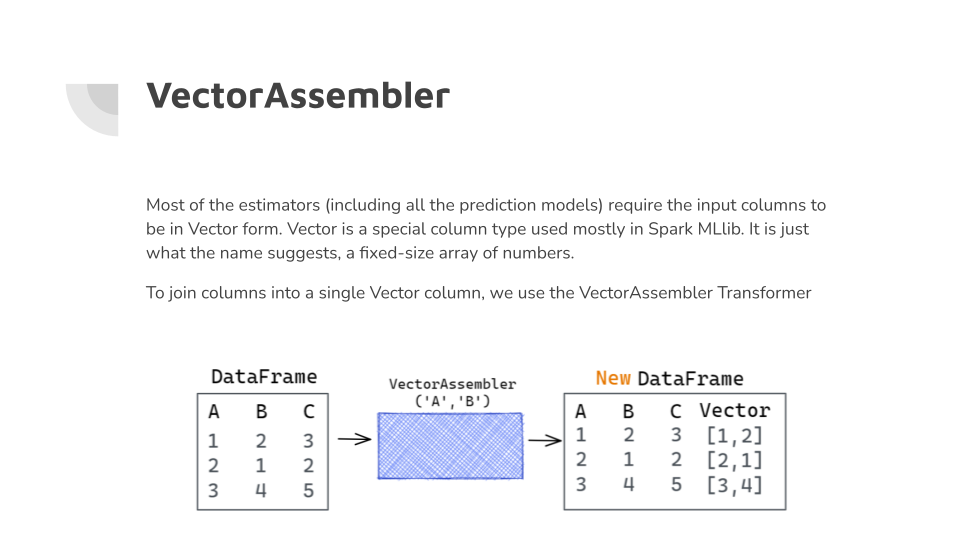 VectorAssembler
Most of the estimators (including all the prediction models) require the input columns to
be in Vector form. Vector is a special column type used mostly in Spark MLlib. It is just
what the name suggests, a fixed-size array of numbers.
To join columns into a single Vector column, we use the VectorAssembler Transformer
DataFrame
A B C
1 2 3
2 1 2
3 4 5
VectorAssembler
('A','B')
New DataFrame
A B C Vector
1 2 3 [1,2]
2 1 2 [2,1]
3 4 5 [3,4]